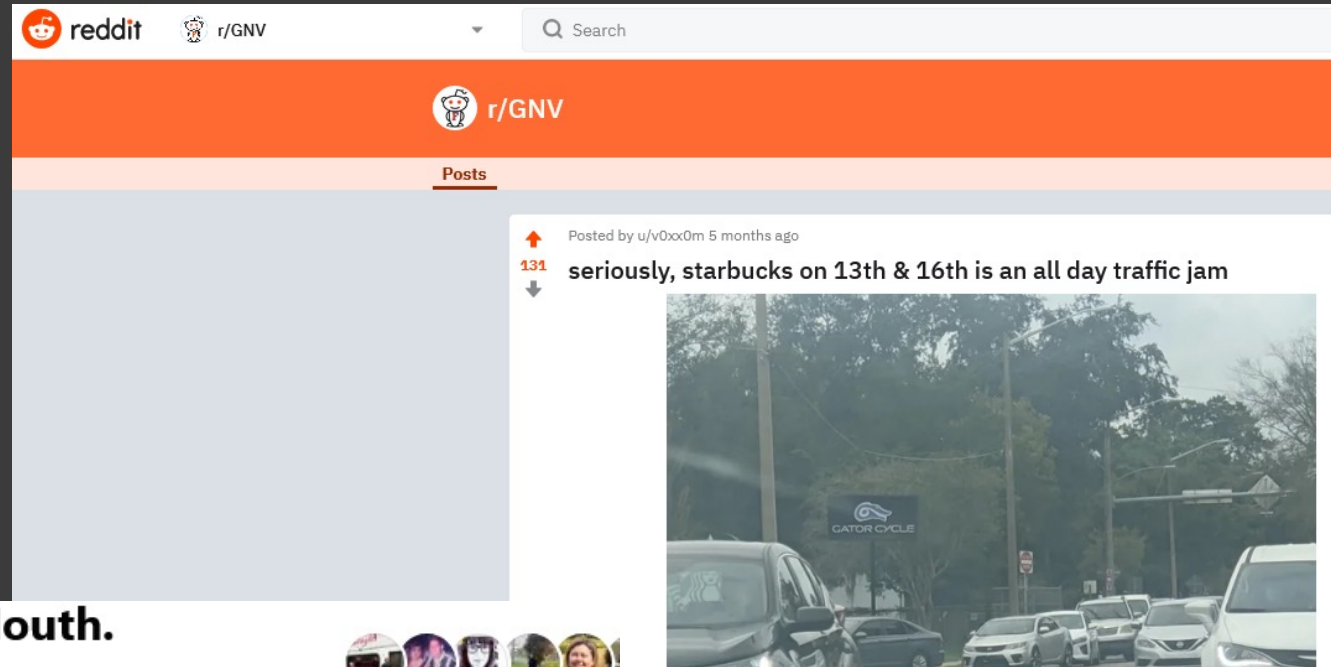 reddit
r/GNV
Search
r/GNV
Posts
Posted by u/v0xx0m 5 months ago
131
seriously, starbucks on 13th & 16th is an all day traffic jam
GATOR CYCLE
outh.